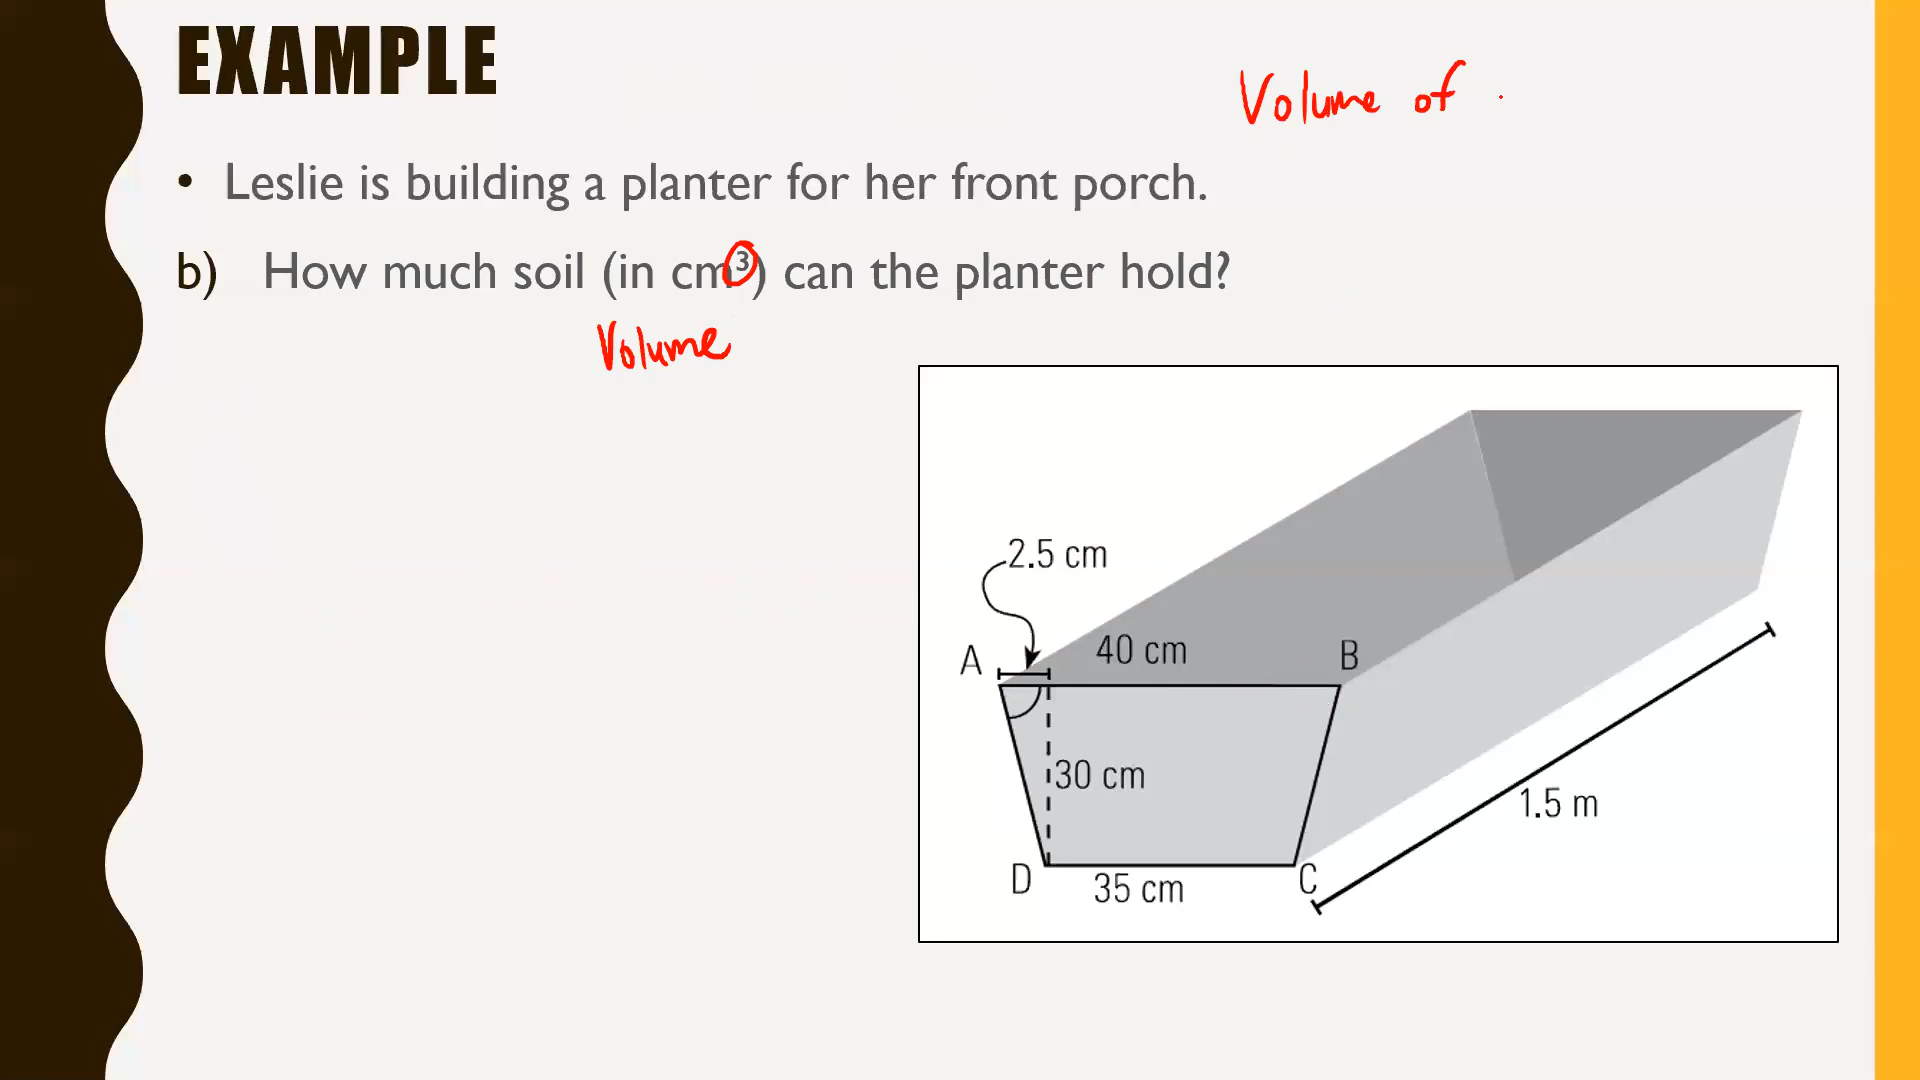 EXAMPLE
Volume of
• Leslie is building a planter for her front porch.
b) How much soil (in cm³) can the planter hold?
Volume
2.5 cm
A 40 cm B
30 cm
1.5 m
D 35 cm C